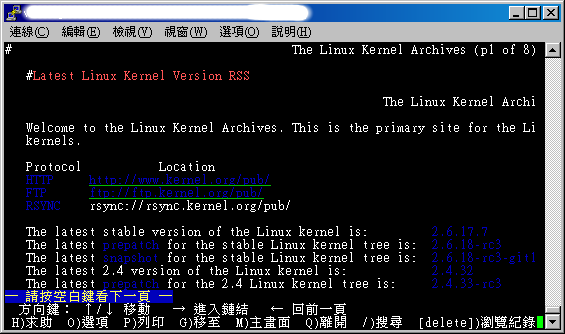 連線(C) 編輯(E) 檢視(V) 視窗(W) 選項(O) 說明(H)
# The Linux Kernel Archives (p1 of 8)
#Latest Linux Kernel Version RSS
The Linux Kernel Archi
Welcome to the Linux Kernel Archives. This is the primary site for the Li
kernels.
Protocol Location
HTTP http://www.kernel.org/pub/
FTP ftp://ftp.kernel.org/pub/
RSYNC rsync://rsync.kernel.org/pub/
The latest stable version of the Linux kernel is: 2.6.17.7
The latest prepatch for the stable Linux kernel tree is: 2.6.18-rc3
The latest snapshot for the stable Linux kernel tree is: 2.6.18-rc3-git1
The latest 2.4 version of the Linux kernel is: 2.4.32
The latest prepatch for the 2.4 Linux kernel tree is: 2.4.33-rc3
— 請按空白鍵看下一頁 —
方向鍵: ↑/↓ 移動 → 進入鏈結 ← 回前一頁
H)求助 O)選項 P)列印 G)移至 M)主畫面 Q)離開 /)搜尋 [delete])瀏覽紀錄